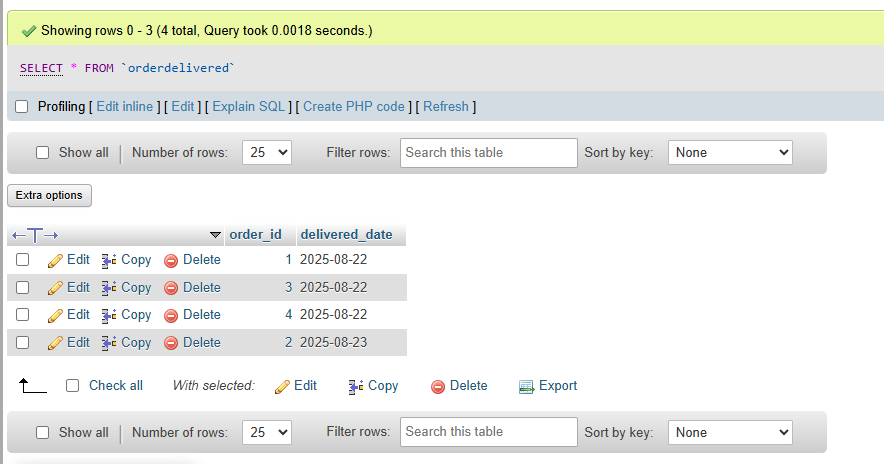 Showing rows 0 - 3 (4 total, Query took 0.0018 seconds.)
SELECT * FROM `orderdelivered`
Profiling [ Edit inline ] [ Edit ] [ Explain SQL ] [ Create PHP code ] [ Refresh ]
Show all Number of rows: 25 Filter rows: Search this table Sort by key: None
Extra options
order_id delivered_date
Edit Copy Delete 1 2025-08-22
Edit Copy Delete 3 2025-08-22
Edit Copy Delete 4 2025-08-22
Edit Copy Delete 2 2025-08-23
Check all With selected: Edit Copy Delete Export
Show all Number of rows: 25 Filter rows: Search this table Sort by key: None